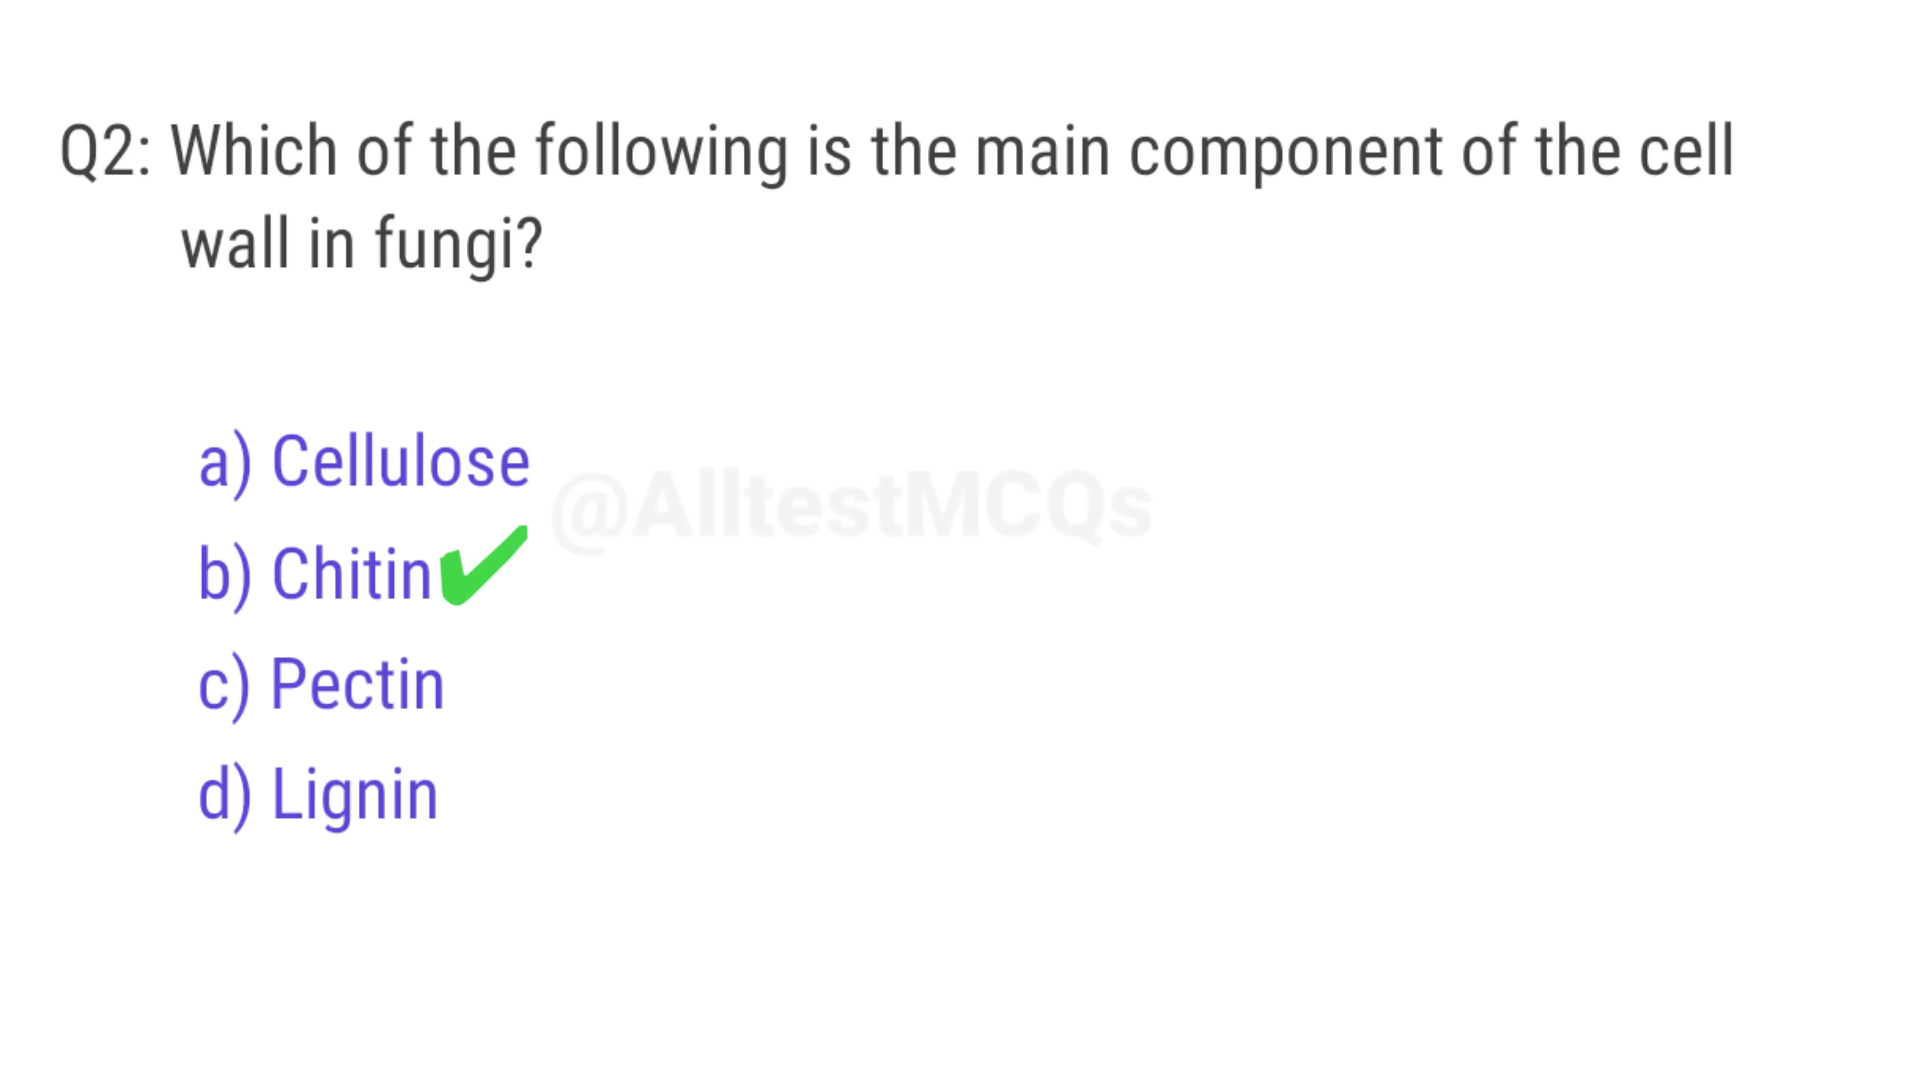 Q2: Which of the following is the main component of the cell
wall in fungi?
a) Cellulose
@AlltestMCQs
b) Chitin
c) Pectin
d) Lignin